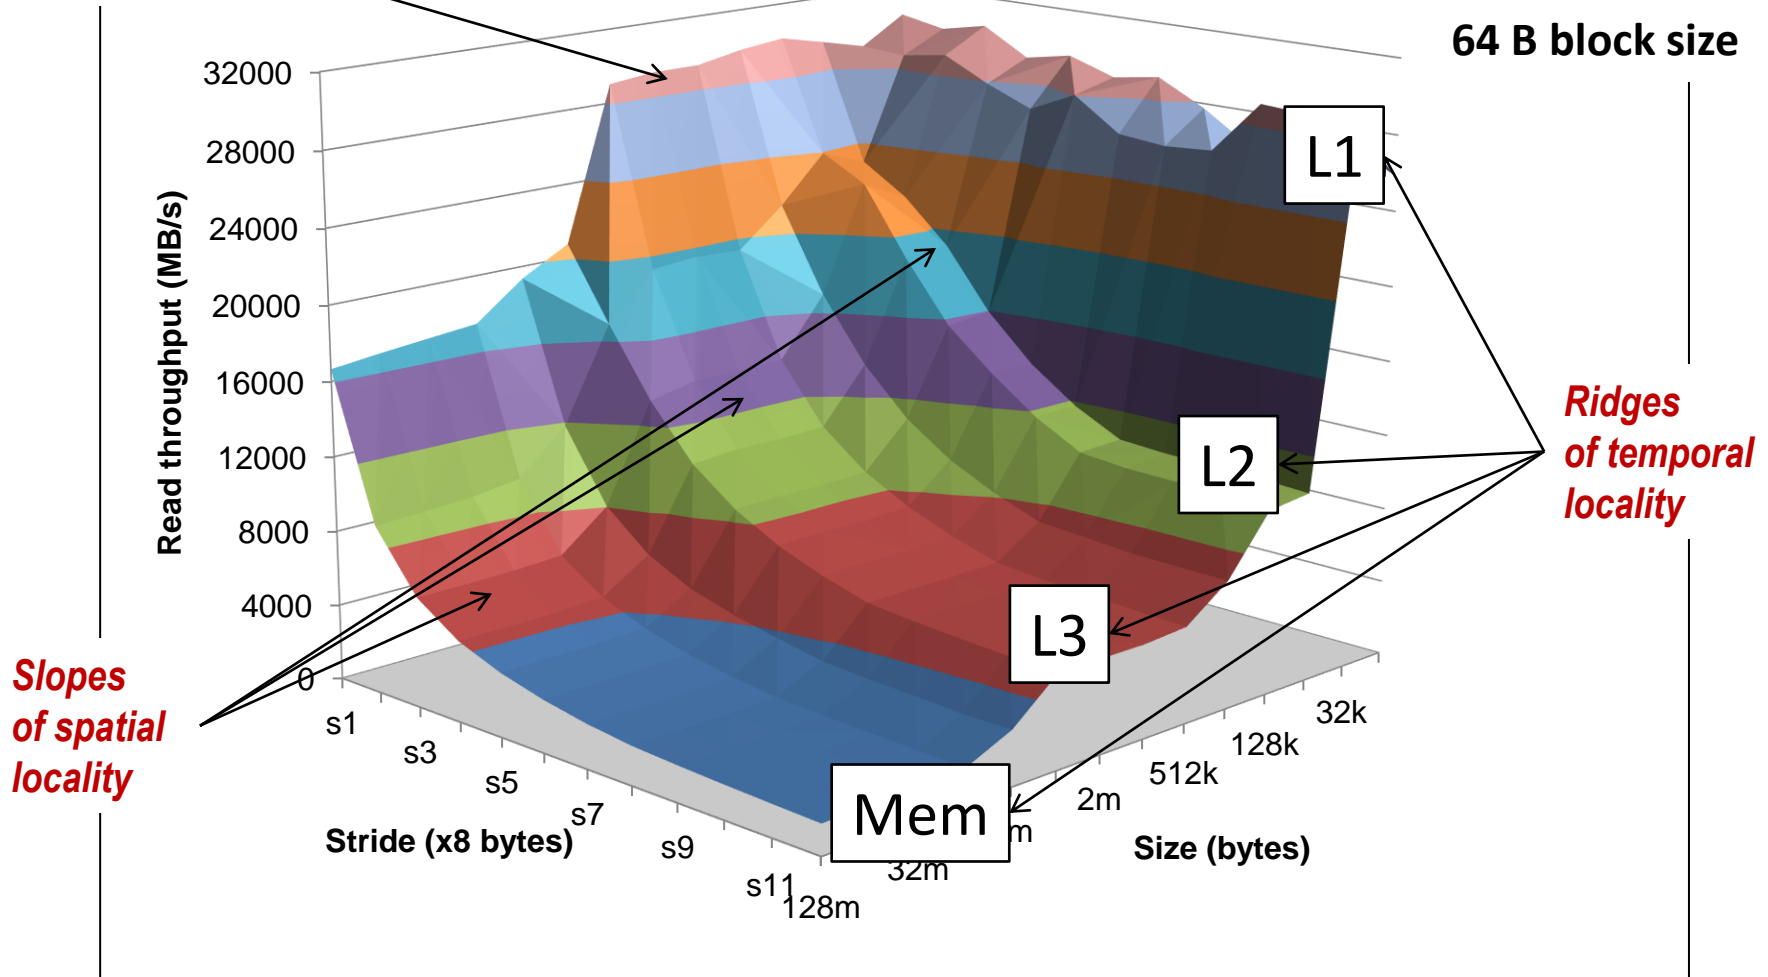 64 B block size
32000
28000
24000
20000
16000
12000
8000
4000
0
Read throughput (MB/s)
L1
L2
L3
Mem
Ridges
of temporal
locality
Slopes
of spatial
locality
s1
s3
s5
s7
s9
s11
Stride (x8 bytes)
128m
32m
m
2m
512k
128k
32k
Size (bytes)